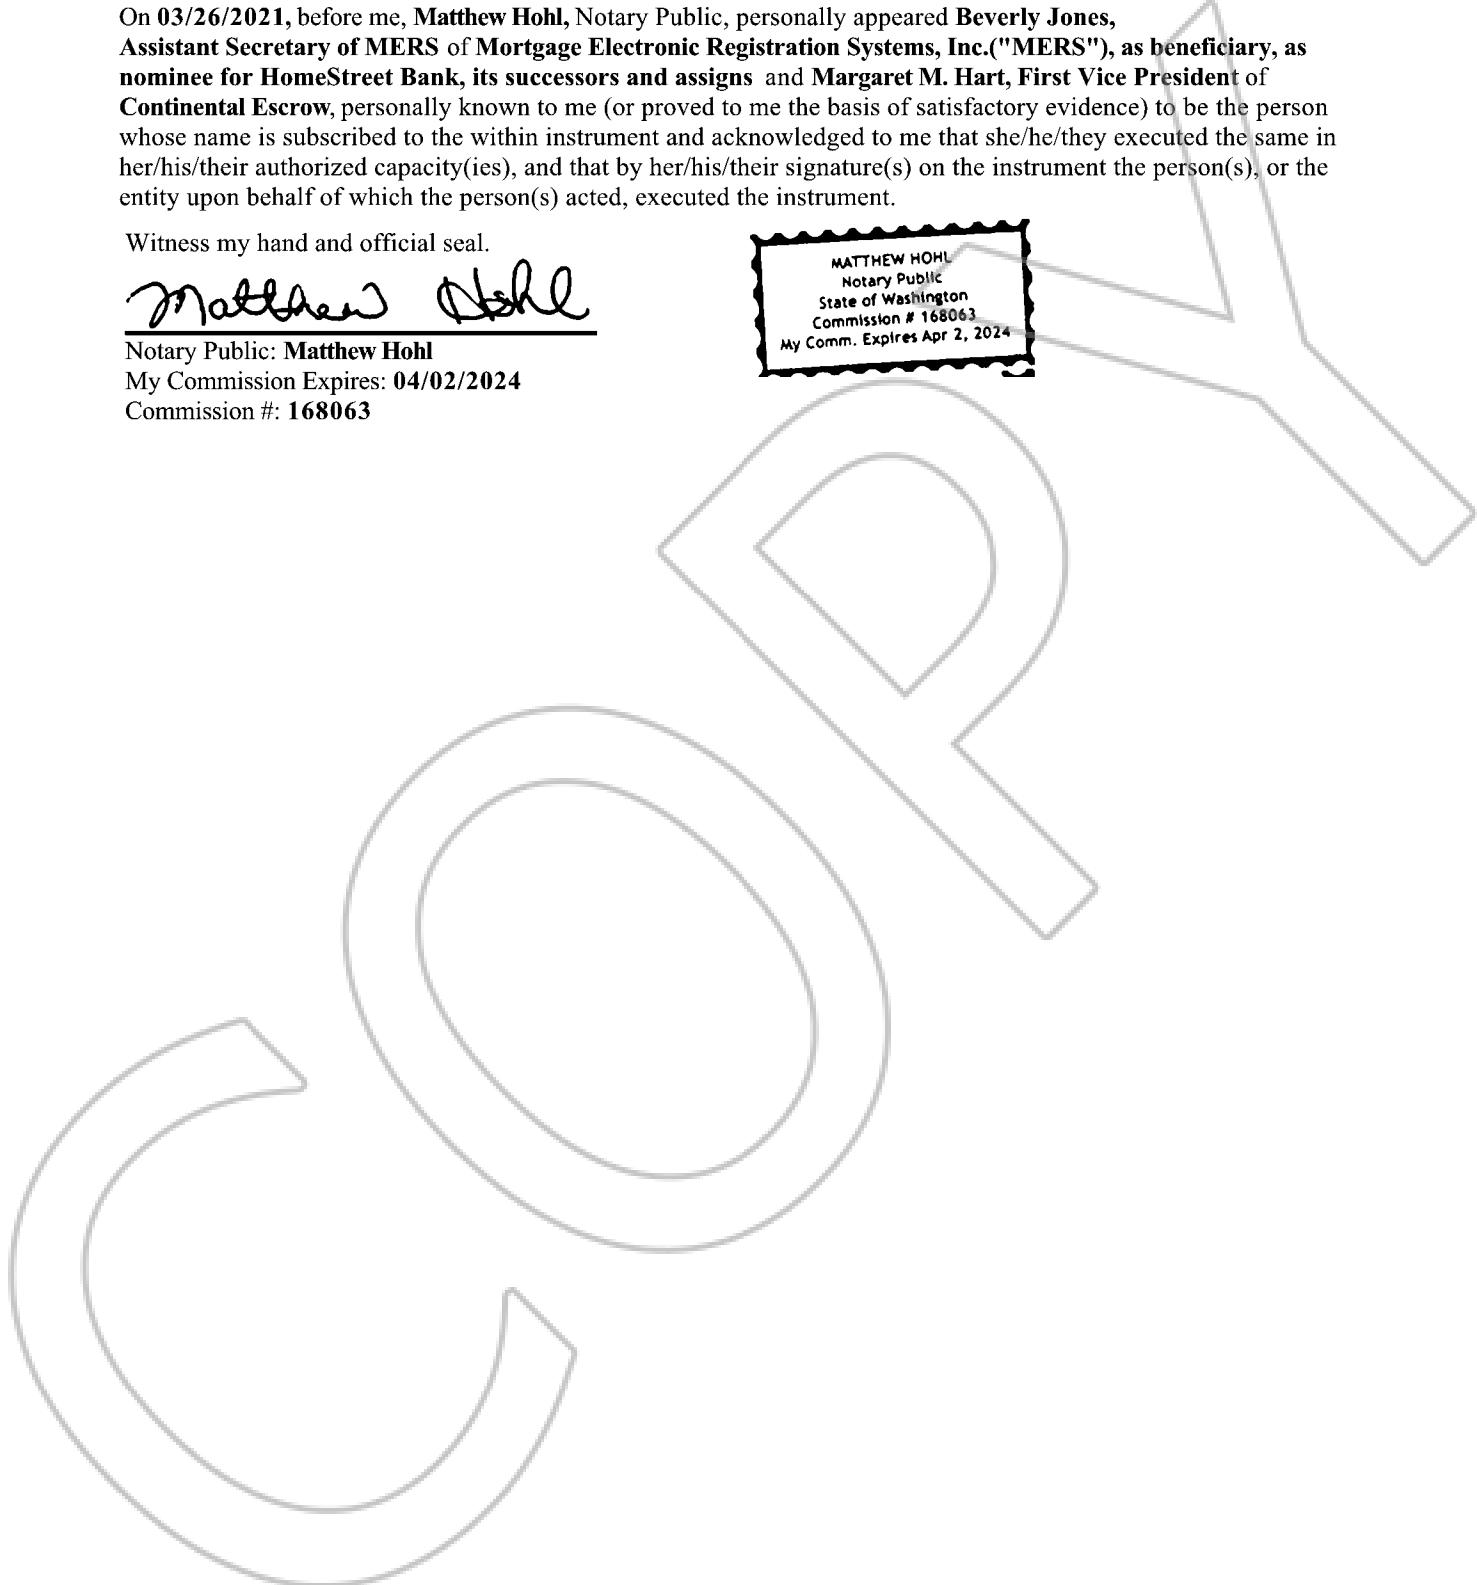 On 03/26/2021, before me, Matthew Hohl, Notary Public, personally appeared Beverly Jones,
Assistant Secretary of MERS of Mortgage Electronic Registration Systems, Inc.("MERS"), as beneficiary, as
nominee for HomeStreet Bank, its successors and assigns and Margaret M. Hart, First Vice President of
Continental Escrow, personally known to me (or proved to me the basis of satisfactory evidence) to be the person
whose name is subscribed to the within instrument and acknowledged to me that she/he/they executed the same in
her/his/their authorized capacity(ies), and that by her/his/their signature(s) on the instrument the person(s), or the
entity upon behalf of which the person(s) acted, executed the instrument.
Witness my hand and official seal.
Matthew Hohl
Notary Public: Matthew Hohl
My Commission Expires: 04/02/2024
Commission #: 168063
MATTHEW HOHL
Notary Public
State of Washington
Commission # 168063
My Comm. Expires Apr 2, 2024
COPY